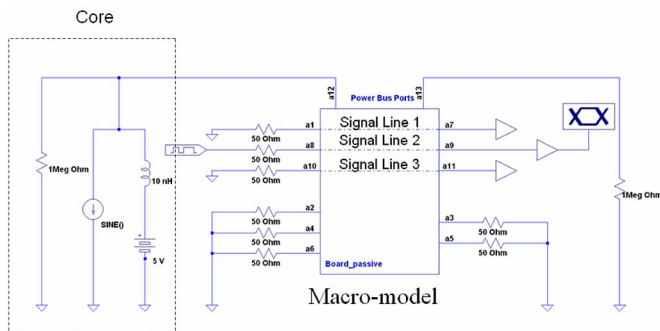 Core
a12
a13
Power Bus Ports
a1
Signal Line 1
a7
50 Ohm
Signal Line 2
a8
a9
50 Ohm
Signal Line 3
a10
a11
50 Ohm
1Meg Ohm
10 nH
SINE()
5 V
a2
50 Ohm
a4
50 Ohm
a6
50 Ohm
a3
50 Ohm
a5
50 Ohm
1Meg Ohm
Board_passive
Macro-model